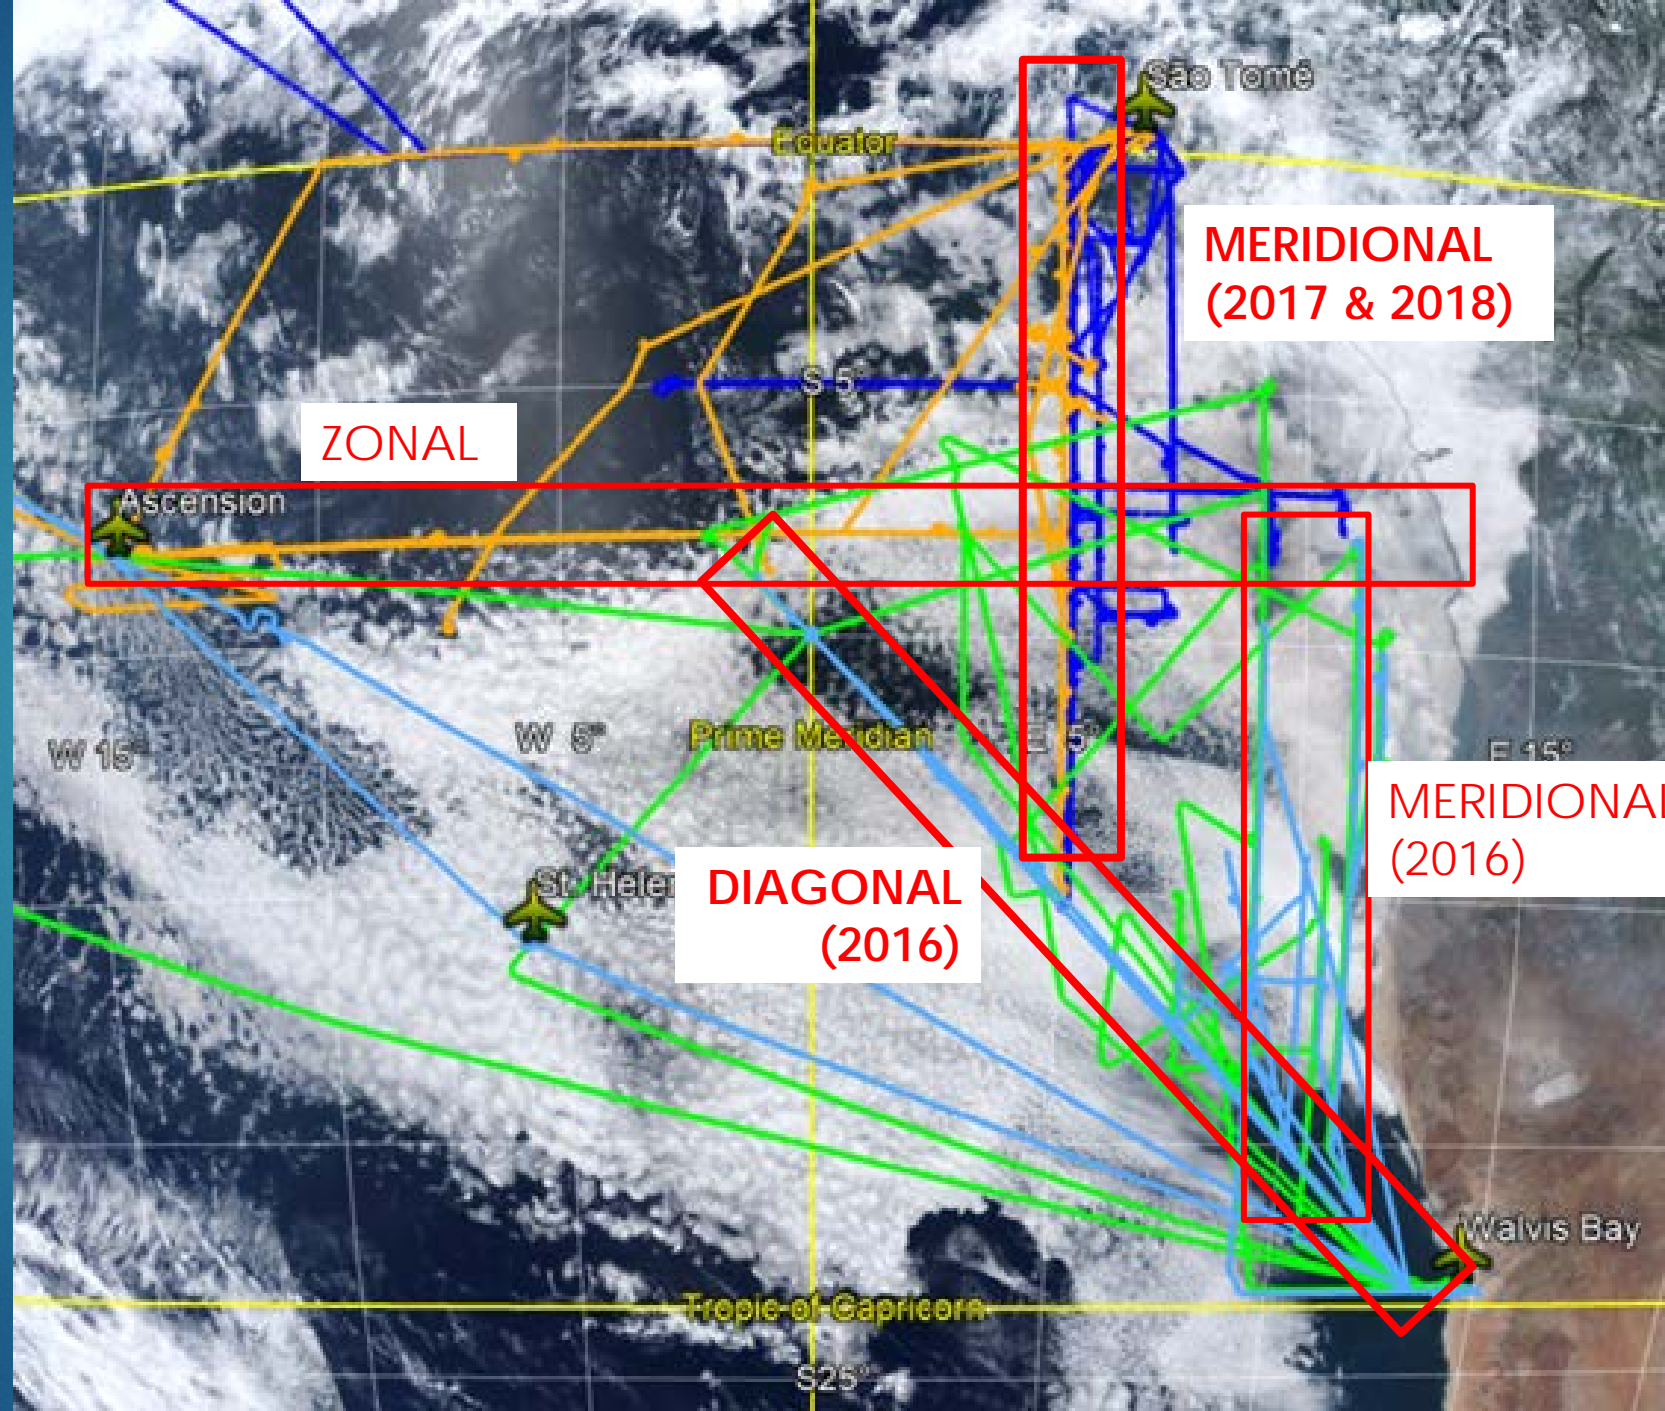 São Tomé
Equator
MERIDIONAL
(2017 & 2018)
S 5°
ZONAL
Ascension
W 15°
W 5°
Prime Meridian
E 5°
E 15°
MERIDIONAL
(2016)
St. Hele
DIAGONAL
(2016)
Walvis Bay
Tropic of Capricorn
S25°